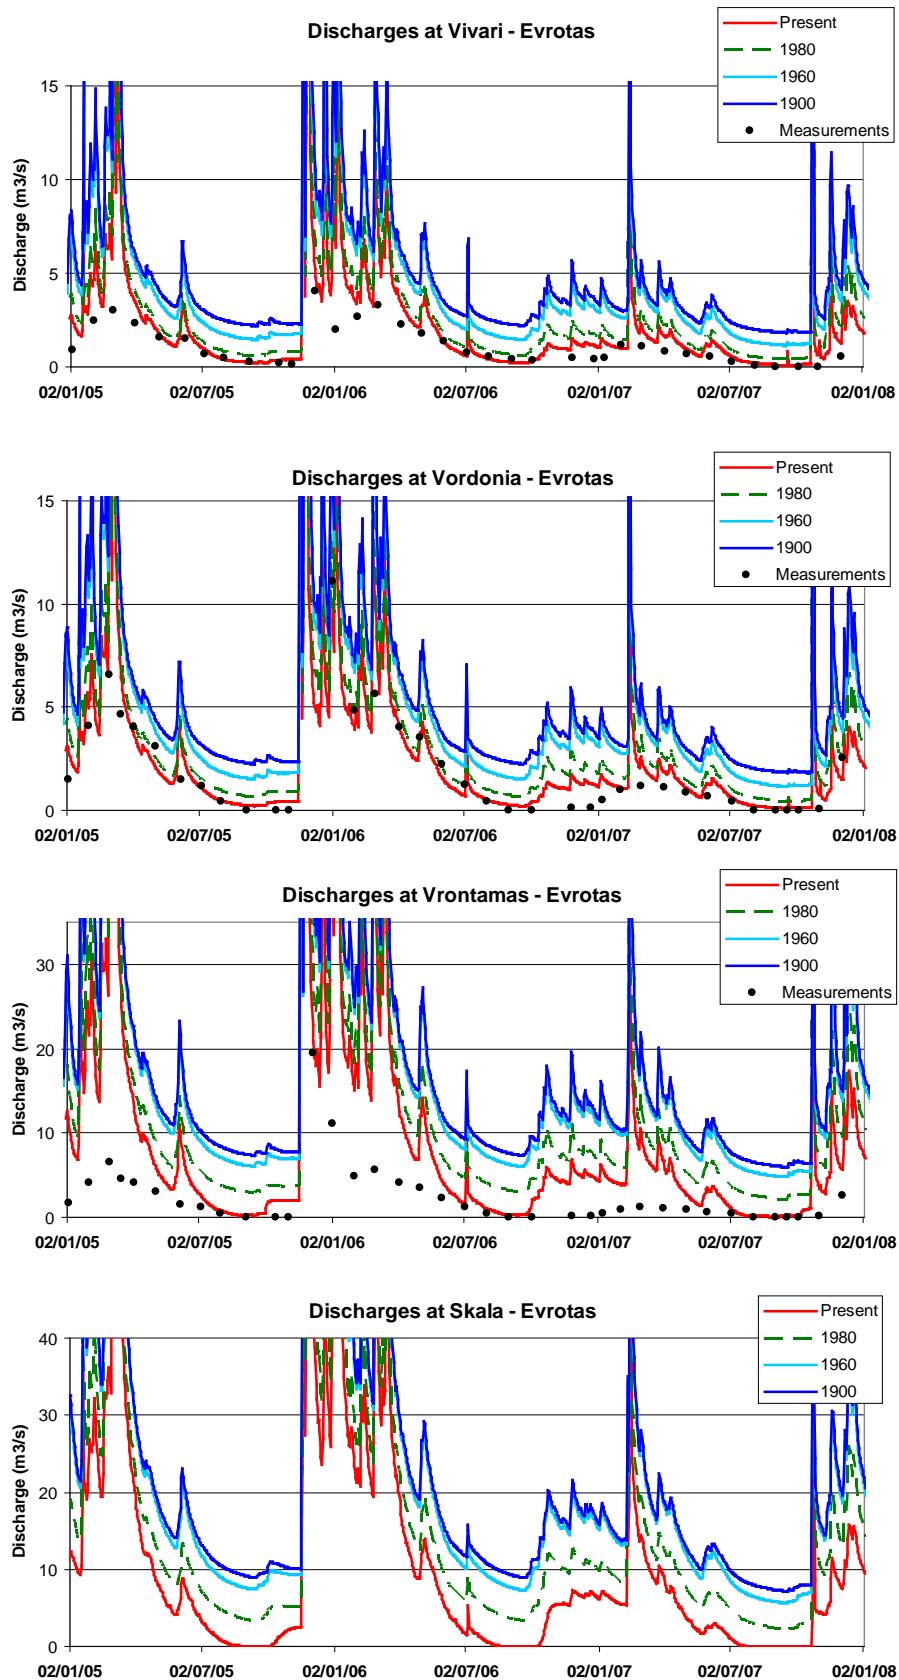 Discharges at Vivari - Evrotas
Present
1980
1960
1900
Measurements
Discharge (m3/s)
15
10
5
0
02/01/05 02/07/05 02/01/06 02/07/06 02/01/07 02/07/07 02/01/08
Discharges at Vordonia - Evrotas
Present
1980
1960
1900
Measurements
Discharge (m3/s)
15
10
5
0
02/01/05 02/07/05 02/01/06 02/07/06 02/01/07 02/07/07 02/01/08
Discharges at Vrontamas - Evrotas
Present
1980
1960
1900
Measurements
Discharge (m3/s)
30
20
10
0
02/01/05 02/07/05 02/01/06 02/07/06 02/01/07 02/07/07 02/01/08
Discharges at Skala - Evrotas
Present
1980
1960
1900
Discharge (m3/s)
40
30
20
10
0
02/01/05 02/07/05 02/01/06 02/07/06 02/01/07 02/07/07 02/01/08